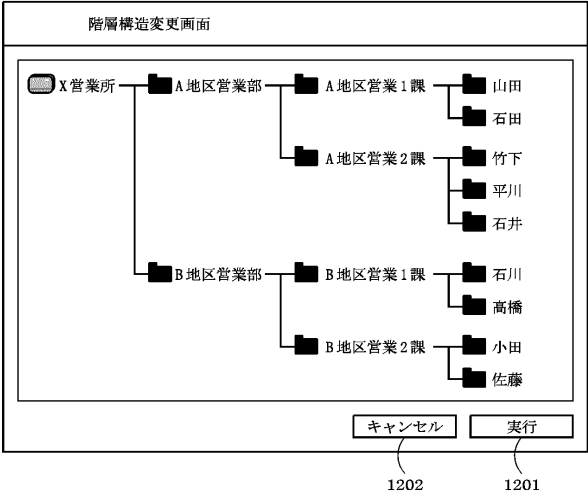 階層構造変更画面
X営業所 A地区営業部 A地区営業1課 山田
石田
A地区営業2課 竹下
平川
石井
B地区営業部 B地区営業1課 石川
高橋
B地区営業2課 小田
佐藤
キャンセル 実行
1202 1201